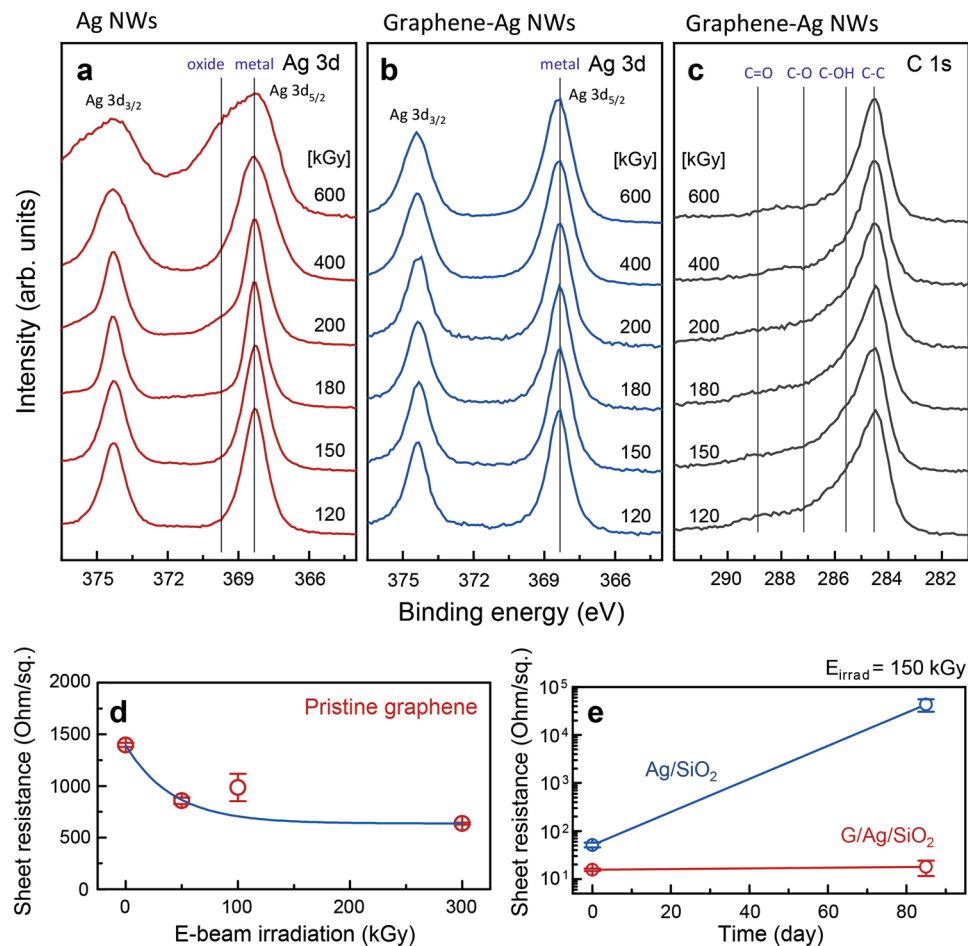 Ag NWs
Graphene-Ag NWs
Graphene-Ag NWs
a
oxide
metal
Ag 3d
Ag 3d3/2
Ag 3d5/2
[kGy]
600
400
200
180
150
120
375
372
369
366
b
metal
Ag 3d
Ag 3d3/2
Ag 3d5/2
[kGy]
600
400
200
180
150
120
375
372
369
366
c
C=O
C-O
C-OH
C-C
C 1s
[kGy]
600
400
200
180
150
120
290
288
286
284
282
Intensity (arb. units)
Binding energy (eV)
d
Pristine graphene
Sheet resistance (Ohm/sq.)
2000
1500
1000
500
0
0
100
200
300
E-beam irradiation (kGy)
Eirrad = 150 kGy
e
Ag/SiO2
G/Ag/SiO2
Sheet resistance (Ohm/sq.)
10^5
10^4
10^3
10^2
10^1
0
20
40
60
80
Time (day)